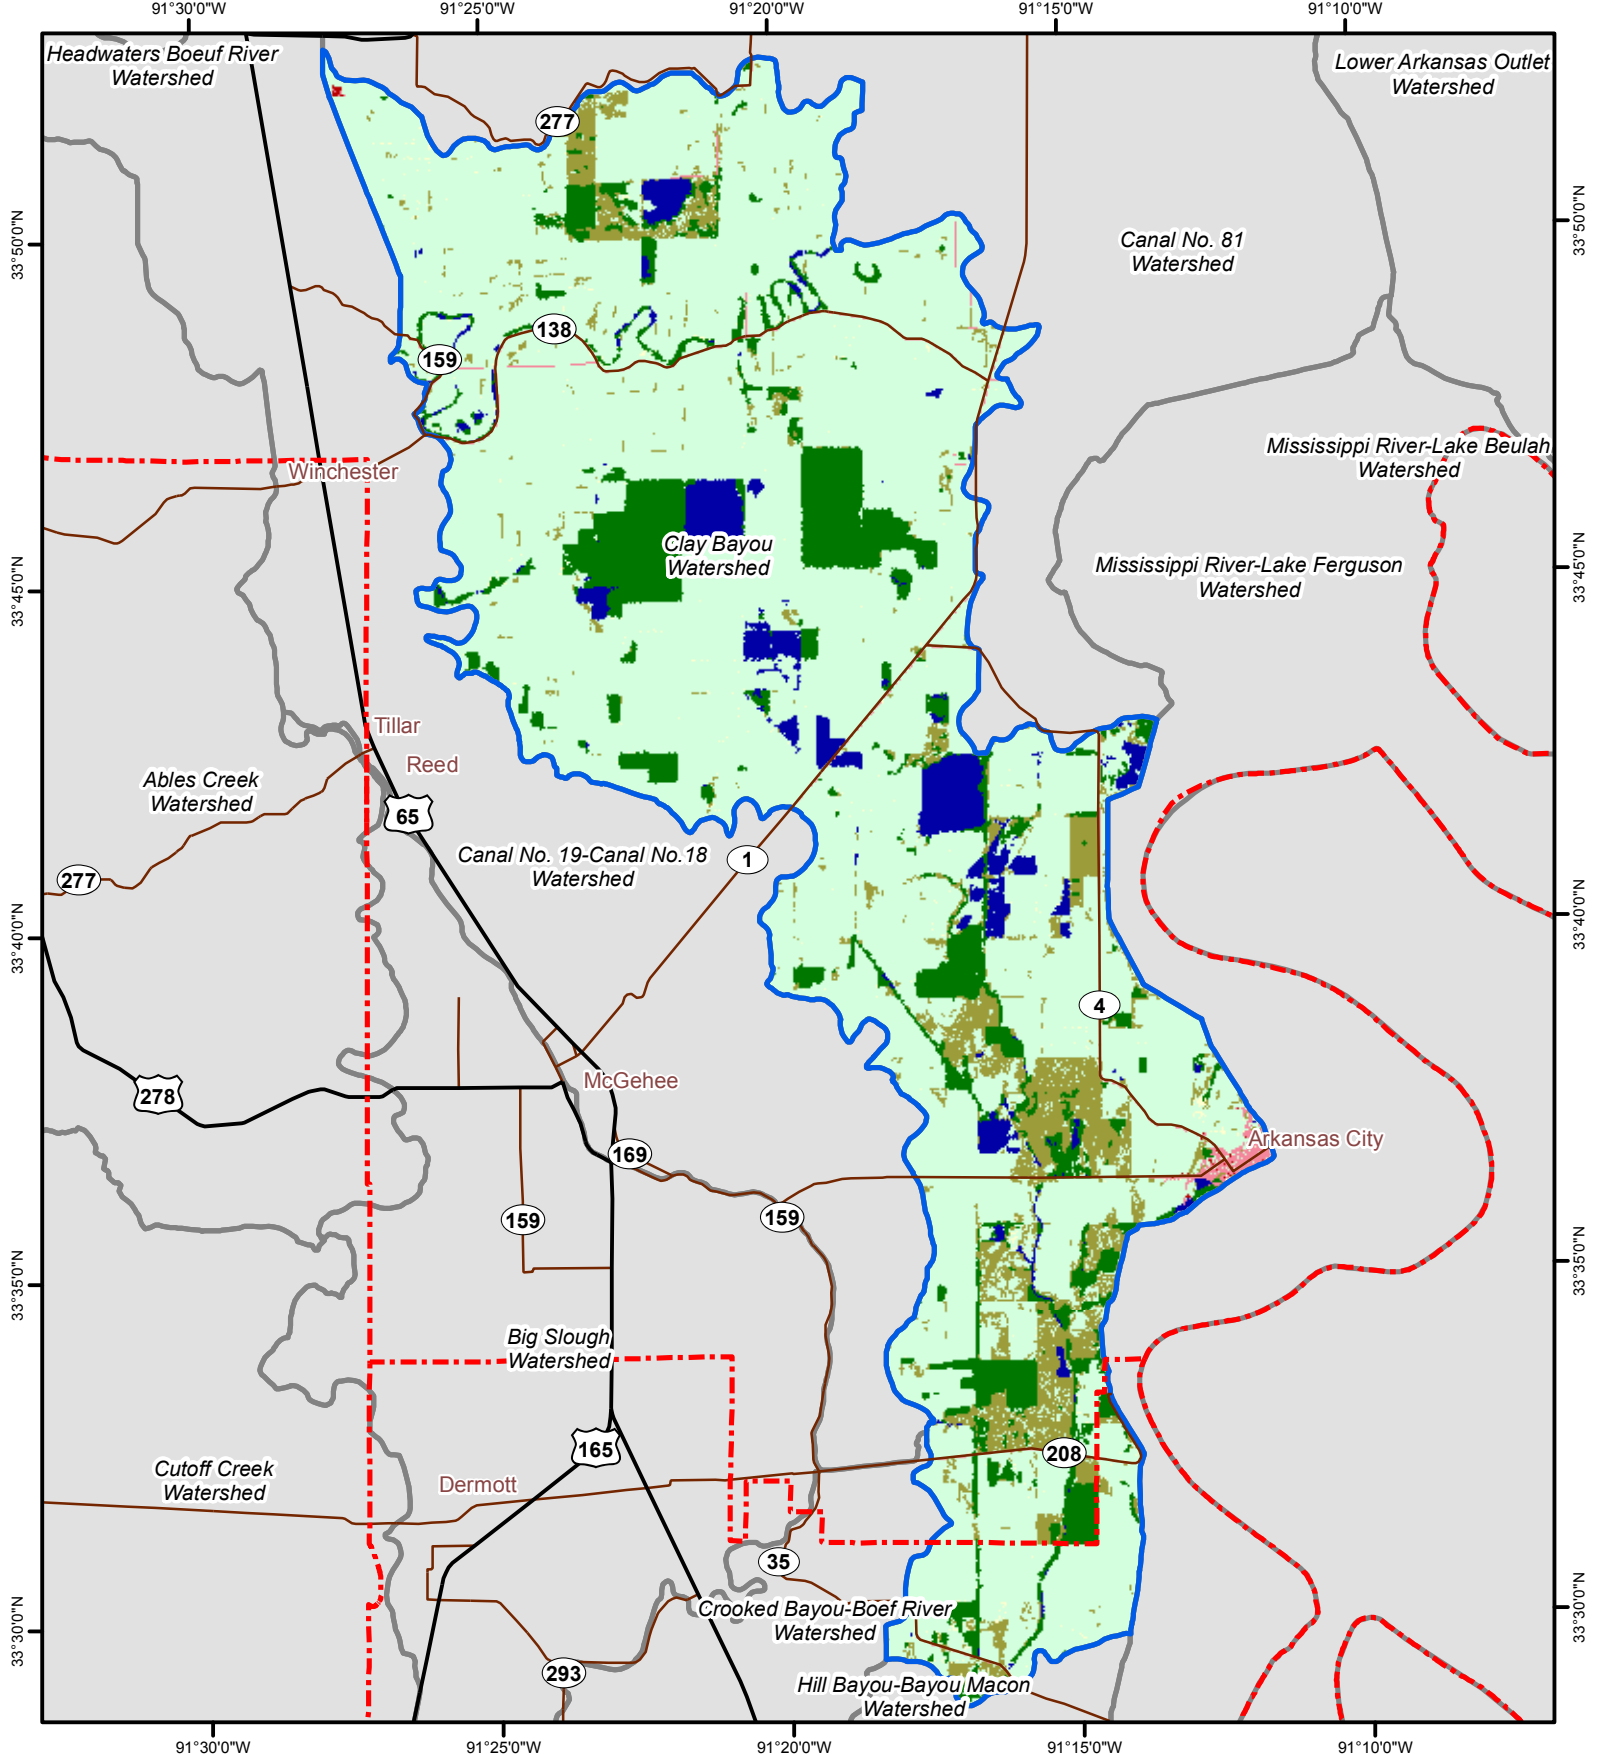 91°30'0"W
91°25'0"W
91°20'0"W
91°15'0"W
91°10'0"W
Headwaters Boeuf River
Watershed
Lower Arkansas Outlet
Watershed
277
33°50'0"N
33°50'0"N
Canal No. 81
Watershed
138
159
Winchester
Mississippi River-Lake Beulah
Watershed
Clay Bayou
Watershed
Mississippi River-Lake Ferguson
Watershed
33°45'0"N
33°45'0"N
Tillar
Reed
Ables Creek
Watershed
65
Canal No. 19-Canal No.18
Watershed
1
277
33°40'0"N
33°40'0"N
4
McGehee
278
Arkansas City
169
159
159
33°35'0"N
33°35'0"N
Big Slough
Watershed
165
208
Cutoff Creek
Watershed
Dermott
35
Crooked Bayou-Boef River
Watershed
33°30'0"N
33°30'0"N
293
Hill Bayou-Bayou Macon
Watershed
91°30'0"W
91°25'0"W
91°20'0"W
91°15'0"W
91°10'0"W